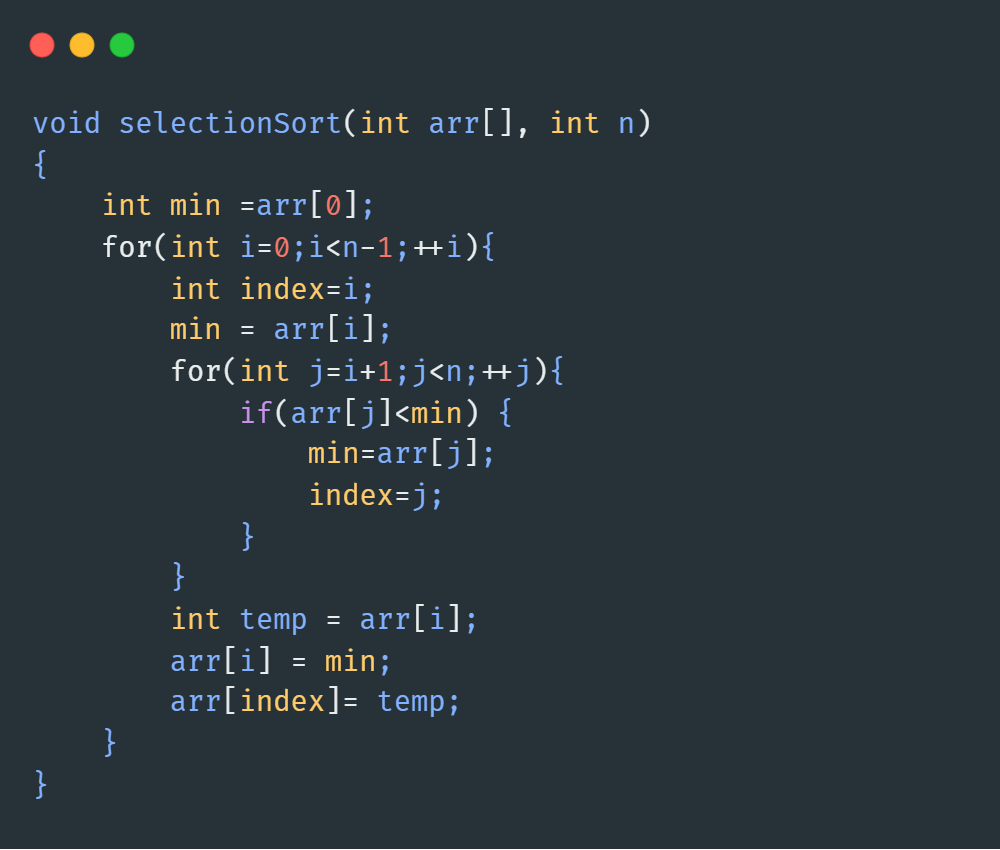 void selectionSort(int arr[], int n)
{
    int min =arr[0];
    for(int i=0;i<n-1;++i){
        int index=i;
        min = arr[i];
        for(int j=i+1;j<n;++j){
            if(arr[j]<min) {
                min=arr[j];
                index=j;
            }
        }
        int temp = arr[i];
        arr[i] = min;
        arr[index]= temp;
    }
}